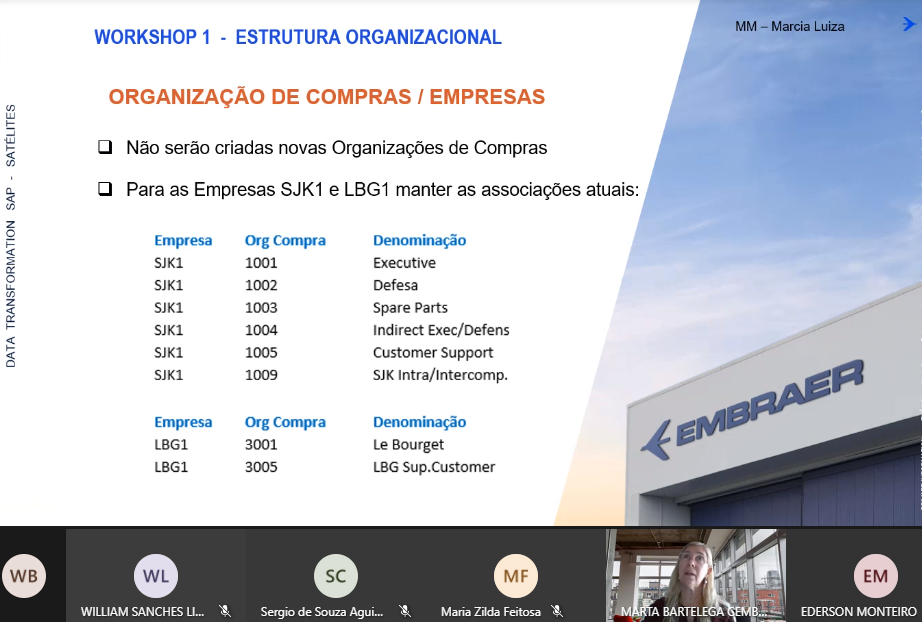 MM – Marcia Luiza
WORKSHOP 1 - ESTRUTURA ORGANIZACIONAL
ORGANIZAÇÃO DE COMPRAS / EMPRESAS
Não serão criadas novas Organizações de Compras
Para as Empresas SJK1 e LBG1 manter as associações atuais:
DATA TRANSFORMATION SAP - SATÉLITES
Empresa Org Compra Denominação
SJK1 1001 Executive
SJK1 1002 Defesa
SJK1 1003 Spare Parts
SJK1 1004 Indirect Exec/Defens
SJK1 1005 Customer Support
SJK1 1009 SJK Intra/Intercomp.
Empresa Org Compra Denominação
LBG1 3001 Le Bourget
LBG1 3005 LBG Sup.Customer
EMBRAER
WB
WL
SC
MF
EM
WILLIAM SANCHES LI...
Sergio de Souza Agui...
Maria Zilda Feitosa
MARTA BARTELEGA GEMB...
EDERSON MONTEIRO